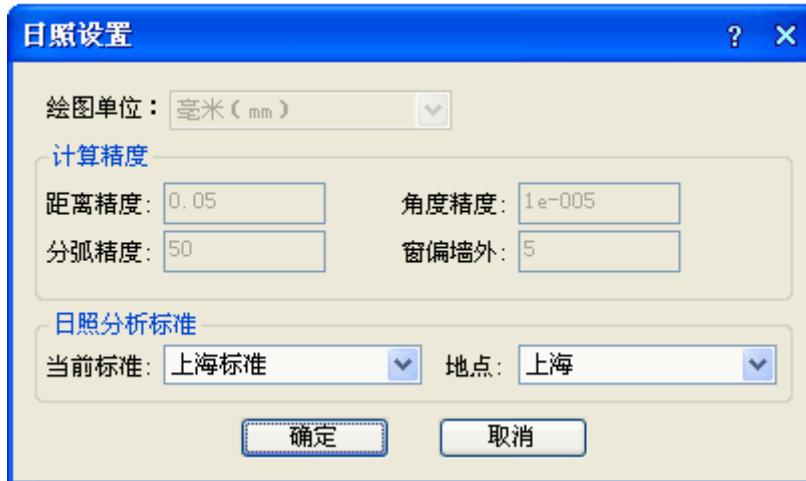 日照设置
绘图单位：毫米（mm）
计算精度
距离精度: 0.05 角度精度: 1e-005
分弧精度: 50 窗偏墙外: 5
日照分析标准
当前标准: 上海标准 地点: 上海
确定 取消